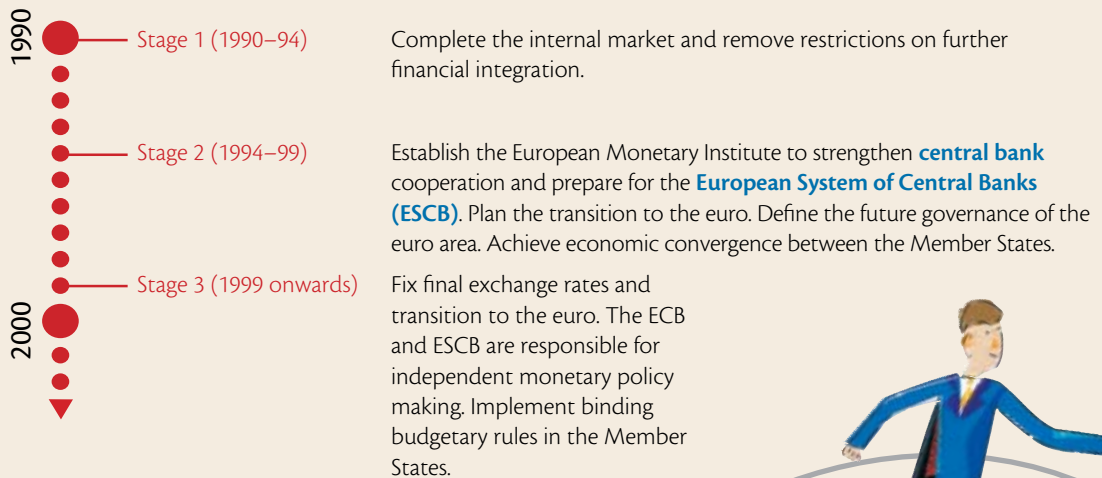 1990
Stage 1 (1990–94)
Complete the internal market and remove restrictions on further
financial integration.
Stage 2 (1994–99)
Establish the European Monetary Institute to strengthen central bank
cooperation and prepare for the European System of Central Banks
(ESCB). Plan the transition to the euro. Define the future governance of the
euro area. Achieve economic convergence between the Member States.
Stage 3 (1999 onwards)
Fix final exchange rates and
transition to the euro. The ECB
and ESCB are responsible for
independent monetary policy
making. Implement binding
budgetary rules in the Member
States.
2000